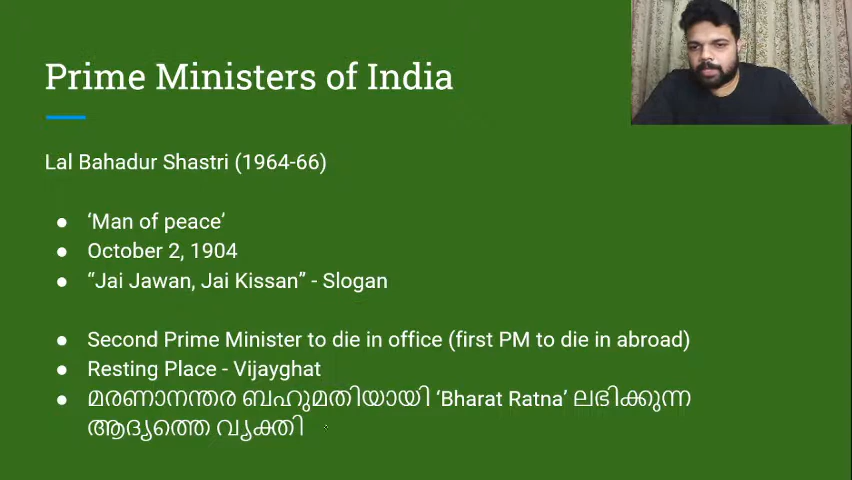 Prime Ministers of India
Lal Bahadur Shastri (1964-66)
● ‘Man of peace’
● October 2, 1904
● “Jai Jawan, Jai Kissan” - Slogan
● Second Prime Minister to die in office (first PM to die in abroad)
● Resting Place - Vijayghat
● മരണാനന്തര ബഹുമതിയായി ‘Bharat Ratna’ ലഭിക്കുന്ന
ആദ്യത്തെ വ്യക്തി